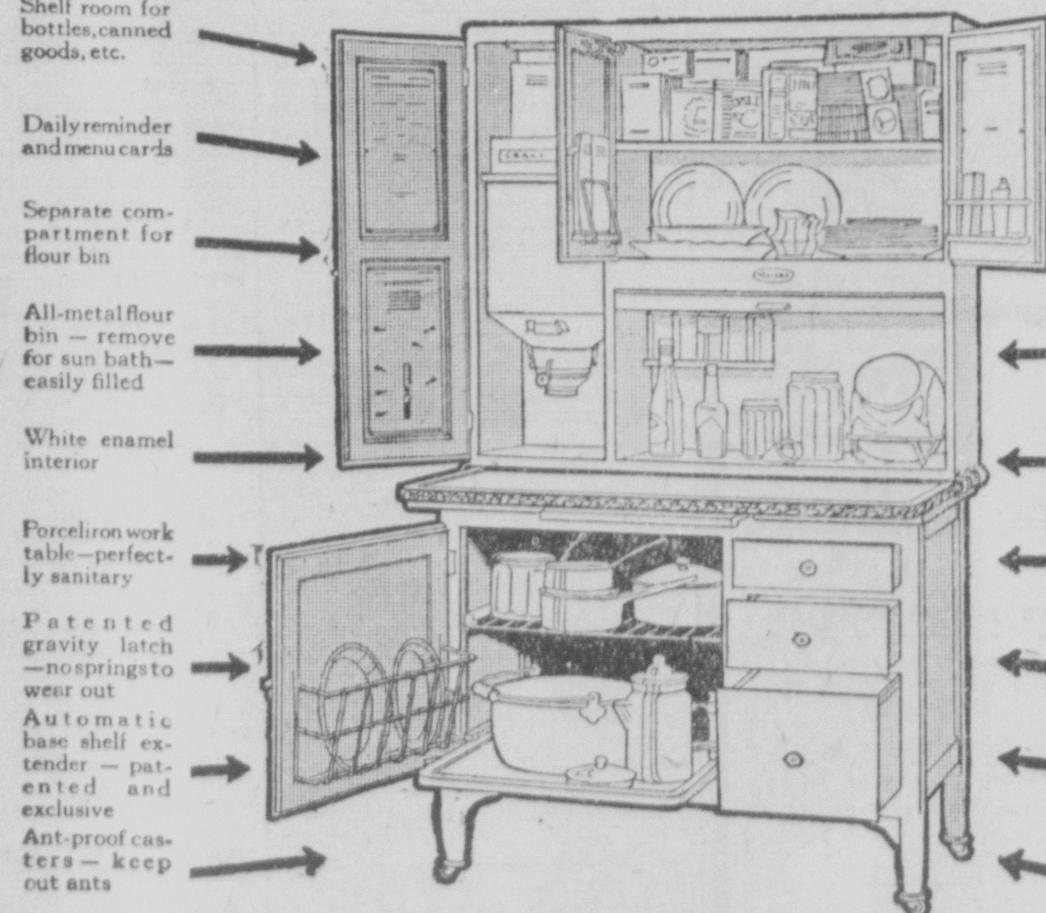 Shelf room for
bottles, canned
goods, etc.
Daily reminder
and menu cards
Separate com-
partment for
flour bin
All-metal flour
bin — remove
for sun bath—
easily filled
White enamel
interior
Porceliron work
table—perfect-
ly sanitary
Patented
gravity latch
—no springs to
wear out
Automatic
base shelf ex-
tender — pat-
ented and
exclusive
Ant-proof cas-
ters — keep
out ants